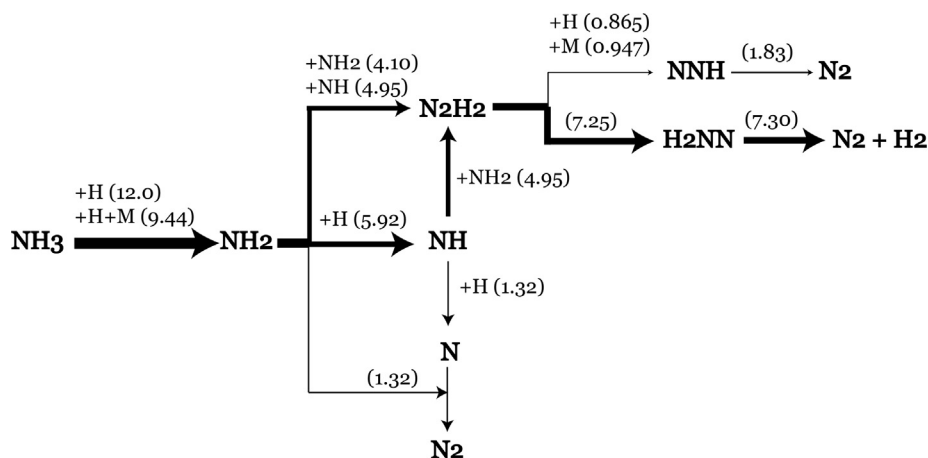 +H (0.865)
+M (0.947)
NNH
(1.83)
N2
+NH2 (4.10)
+NH (4.95)
N2H2
(7.25)
H2NN
(7.30)
N2 + H2
+NH2 (4.95)
+H (12.0)
+H+M (9.44)
NH3
NH2
+H (5.92)
NH
+H (1.32)
N
(1.32)
N2